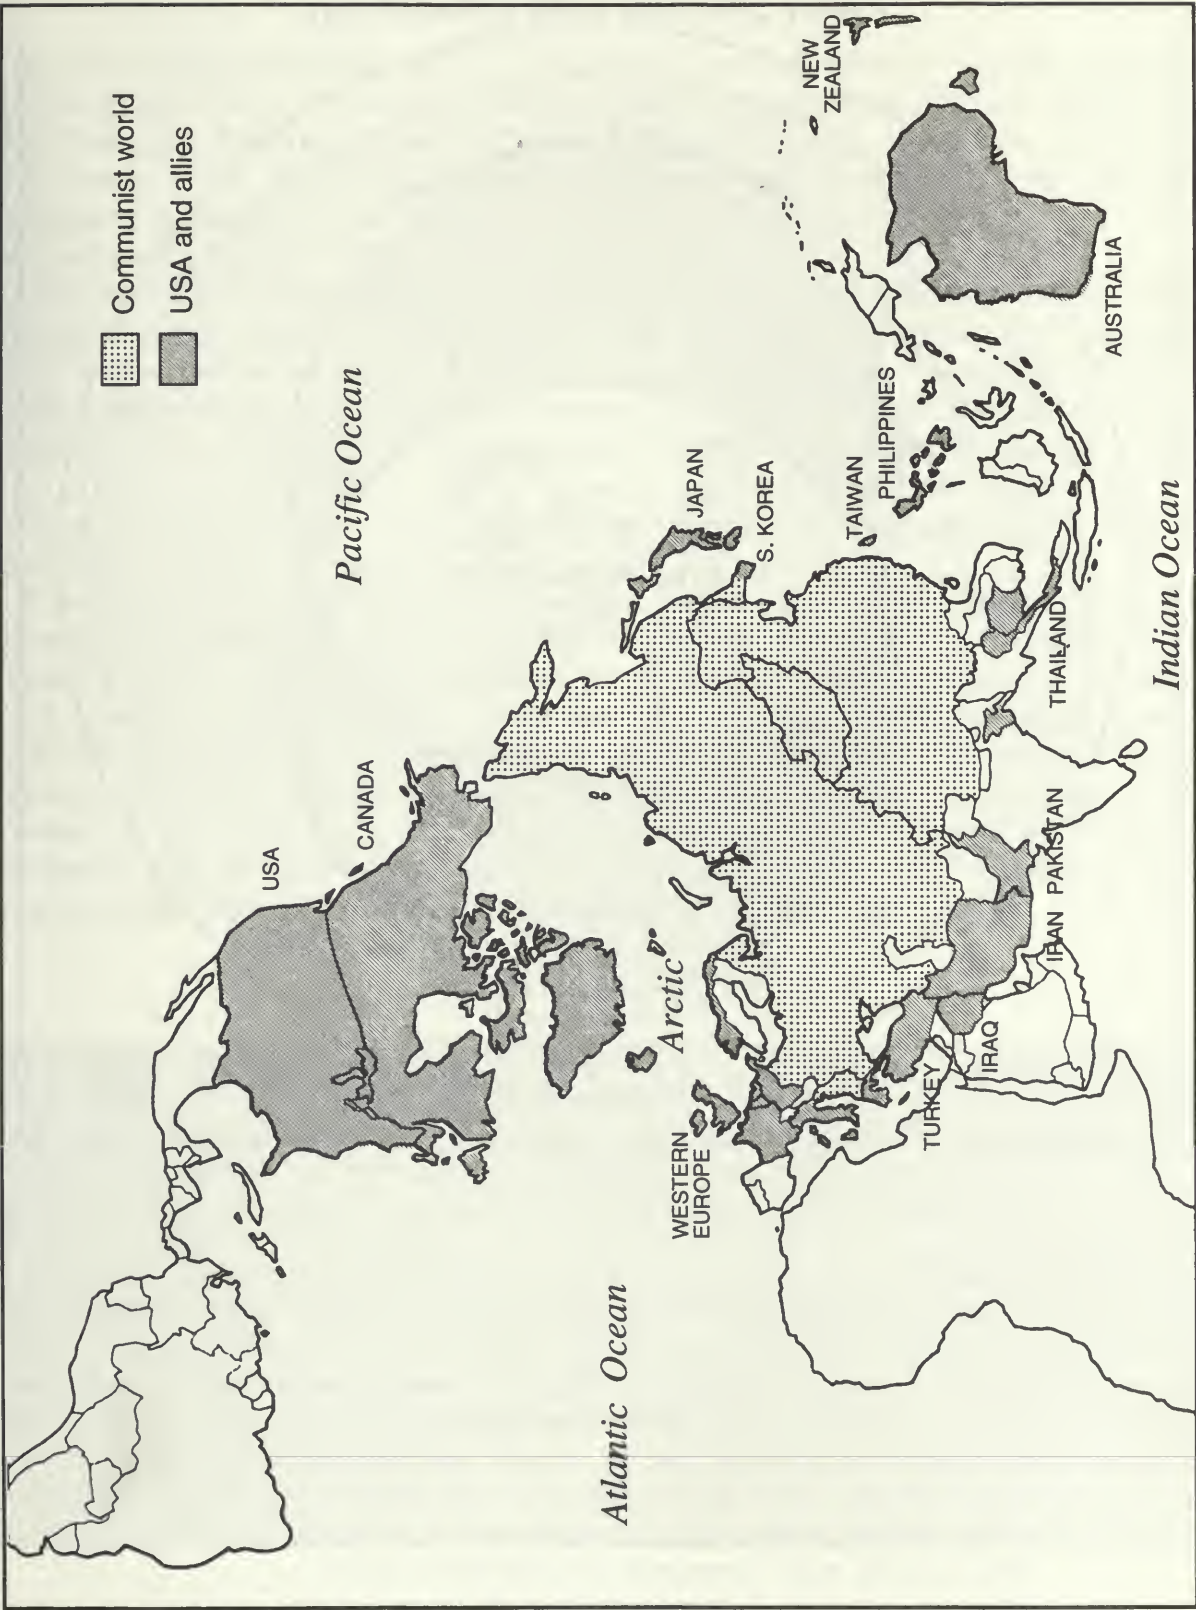 Communist world
USA and allies
Pacific Ocean
USA
CANADA
NEW
ZEALAND
JAPAN
S. KOREA
TAIWAN
PHILIPPINES
AUSTRALIA
Atlantic Ocean
Arctic
WESTERN
EUROPE
TURKEY
IRAQ
IRAN
PAKISTAN
THAILAND
Indian Ocean